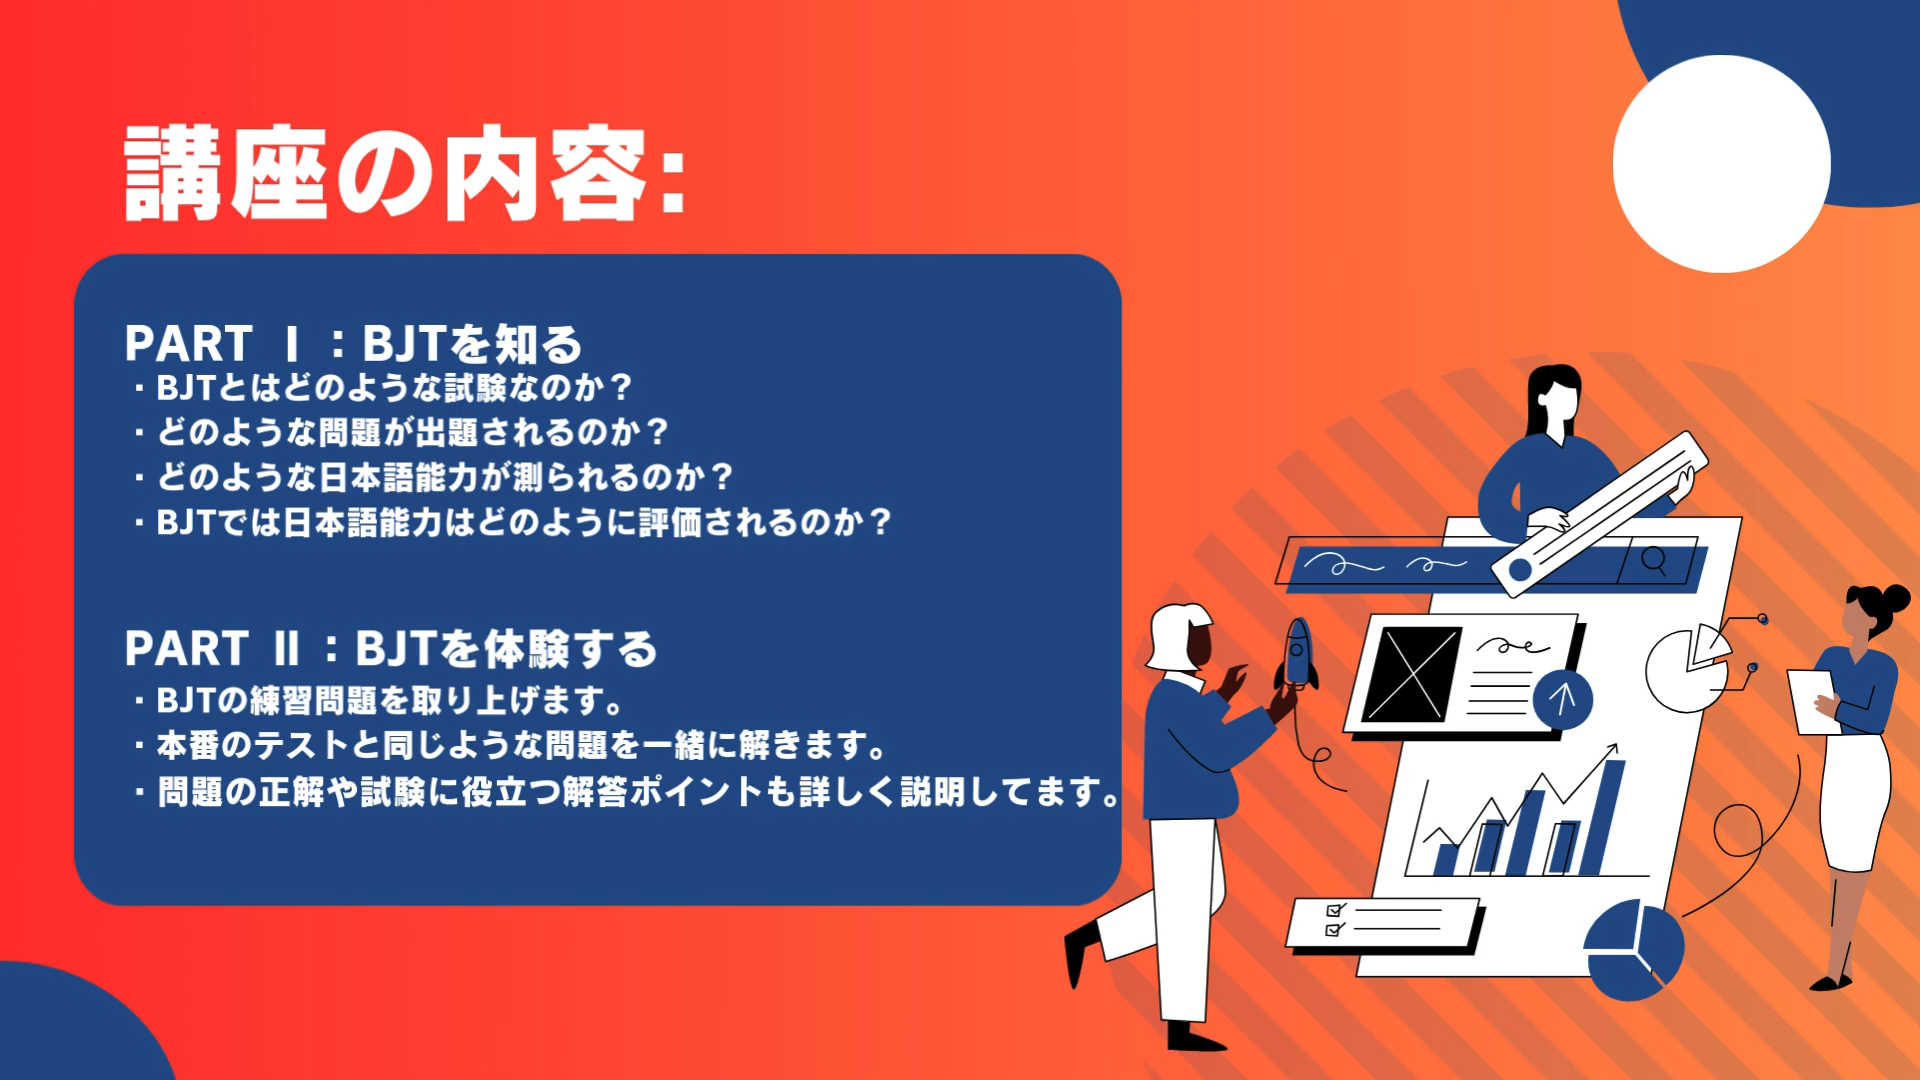 講座の内容:
PART Ⅰ：BJTを知る
・BJTとはどのような試験なのか？
・どのような問題が出題されるのか？
・どのような日本語能力が測られるのか？
・BJTでは日本語能力はどのように評価されるのか？
PART Ⅱ：BJTを体験する
・BJTの練習問題を取り上げます。
・本番のテストと同じような問題を一緒に解きます。
・問題の正解や試験に役立つ解答ポイントも詳しく説明してます。